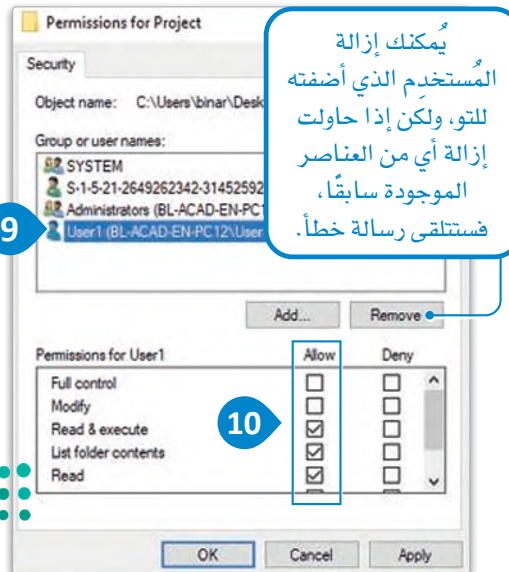 Permissions for Project
يُمكنك إزالة
المُستخدِم الذي أضفته
للتو، ولكن إذا حاولت
إزالة أي من العناصر
الموجودة سابقًا،
فستتلقى رسالة خطأ.
Security
Object name: C:\Users\binar\Desk
Group or user names:
SYSTEM
S-1-5-21-2649262342-31452592
Administrators (BL-ACAD-EN-PC1
9
User1 (BL-ACAD-EN-PC12\User
Add... Remove
Permissions for User1 Allow Deny
Full control
Modify
Read & execute
10
List folder contents
Read
OK Cancel Apply